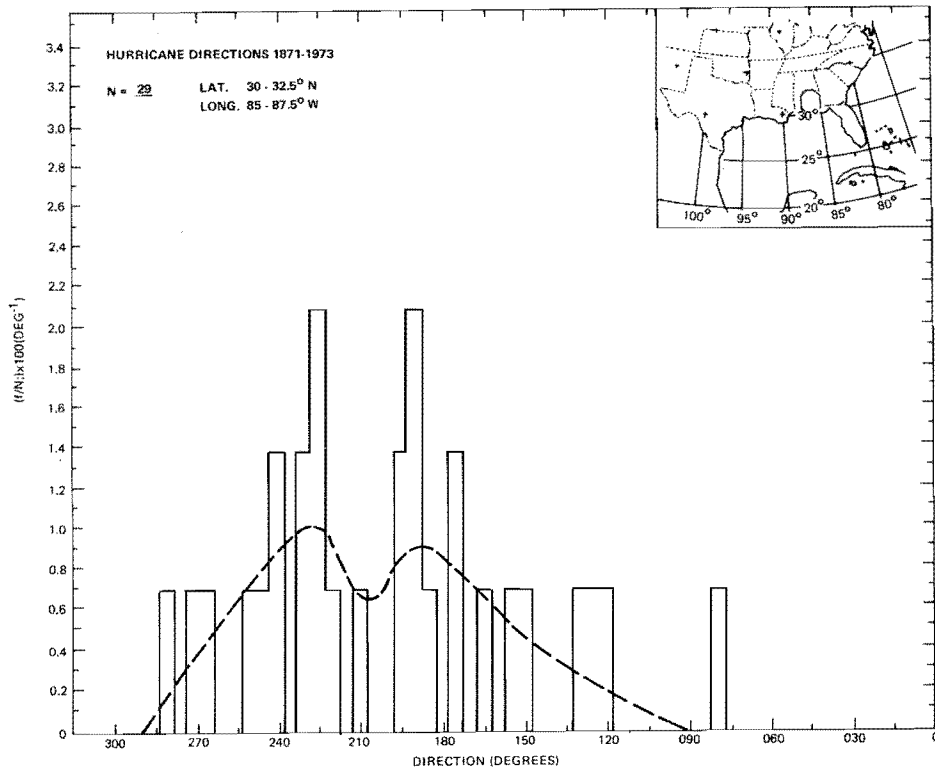 HURRICANE DIRECTIONS 1871-1973
N = 29
LAT. 30 - 32.5° N
LONG. 85 - 87.5° W
30°
25°
20°
100° 95° 90° 85° 80°
(f/N;)x100(DEG⁻¹)
3.4
3.2
3.0
2.8
2.6
2.4
2.2
2.0
1.8
1.6
1.4
1.2
1.0
0.8
0.6
0.4
0.2
0
300 270 240 210 180 150 120 090 060 030 0
DIRECTION (DEGREES)